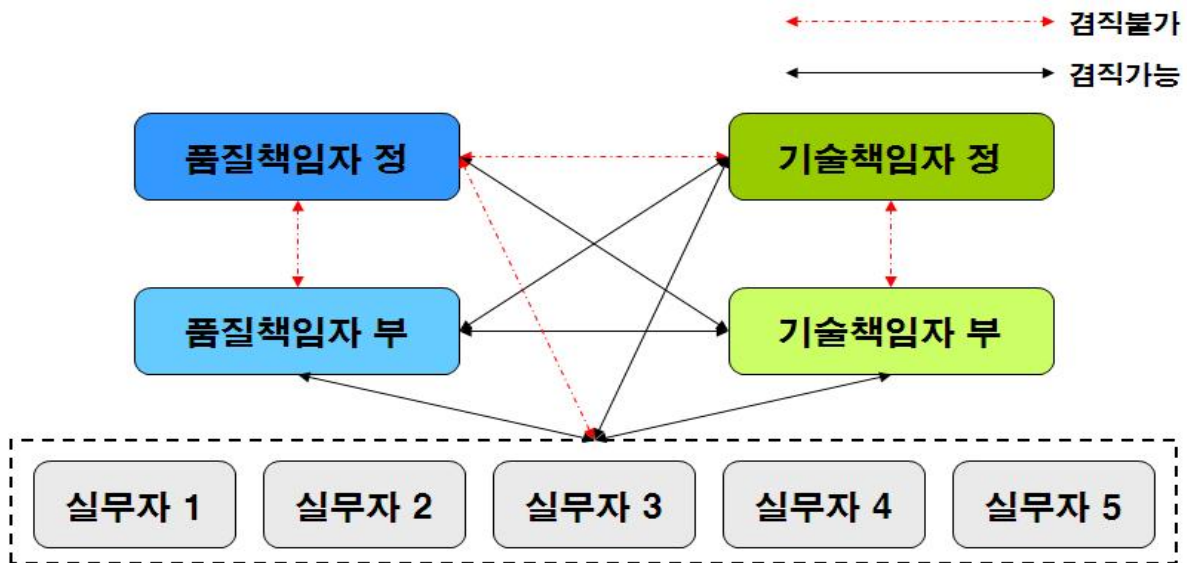 겸직불가
겸직가능
품질책임자 정
기술책임자 정
품질책임자 부
기술책임자 부
실무자 1
실무자 2
실무자 3
실무자 4
실무자 5